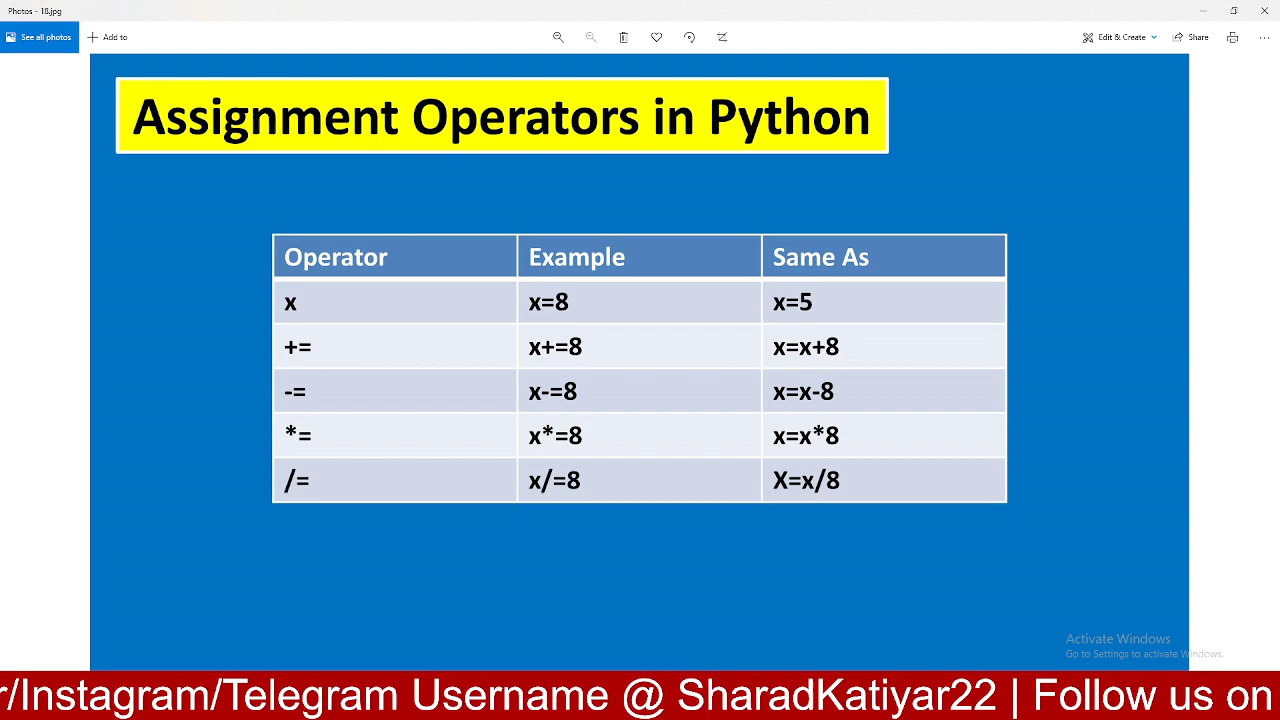 Photos - 18.jpg
See all photos
Add to
Edit & Create
Share
Assignment Operators in Python
Operator Example Same As
x x=8 x=5
+= x+=8 x=x+8
-= x-=8 x=x-8
*= x*=8 x=x*8
/= x/=8 X=x/8
Activate Windows
Go to Settings to activate Windows.
r/Instagram/Telegram Username @ SharadKatiyar22 | Follow us on